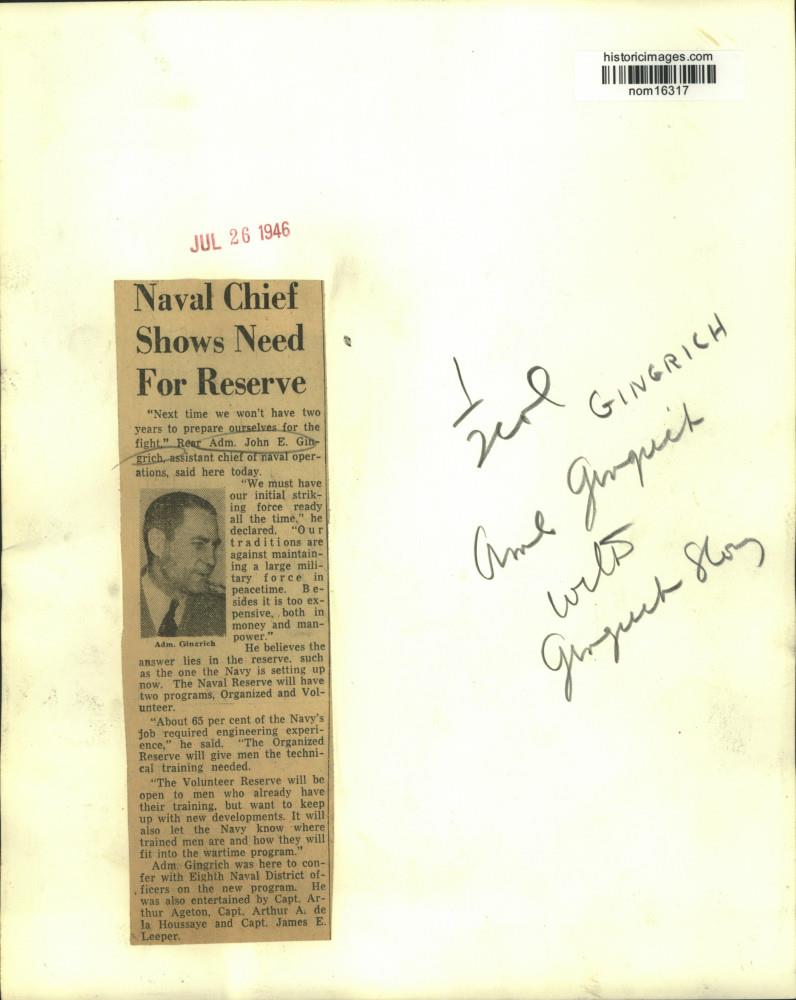 historicimages.com
nom16317
JUL 26 1946
Naval Chief
Shows Need
For Reserve
"Next time we won't have two
years to prepare ourselves for the
fight," Rear Adm. John E. Gin-
grich, assistant chief of naval oper-
ations, said here today.
"We must have
our initial strik-
ing force ready
all the time," he
declared. "Our
traditions are
against maintain-
ing a large mili-
tary force in
peacetime. Be-
sides it is too ex-
pensive, both in
money and man-
power."
Adm. Gingrich
He believes the
answer lies in the reserve, such
as the one the Navy is setting up
now. The Naval Reserve will have
two programs, Organized and Vol-
unteer.
"About 65 per cent of the Navy's
job required engineering experi-
ence," he said. "The Organized
Reserve will give men the techni-
cal training needed.
"The Volunteer Reserve will be
open to men who already have
their training, but want to keep
up with new developments. It will
also let the Navy know where
trained men are and how they will
fit into the wartime program."
Adm. Gingrich was here to con-
fer with Eighth Naval District of-
ficers on the new program. He
was also entertained by Capt. Ar-
thur Ageton, Capt. Arthur A. de
la Houssaye and Capt. James E.
Leeper.
1
GINGRICH